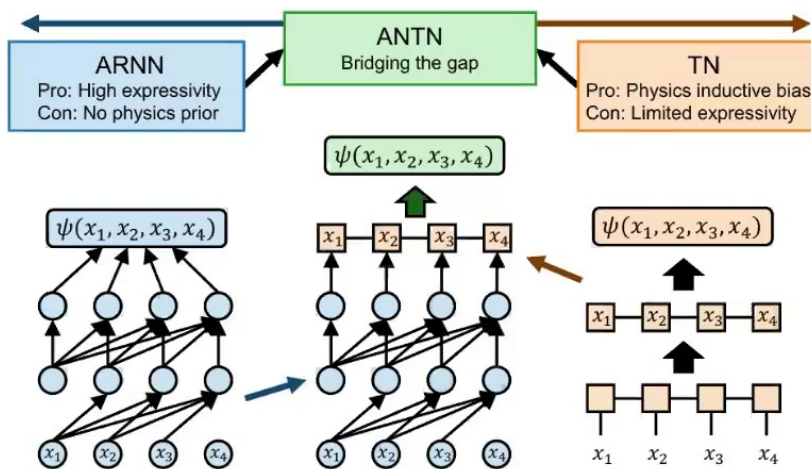 ARNN
Pro: High expressivity
Con: No physics prior
ANTN
Bridging the gap
TN
Pro: Physics inductive bias
Con: Limited expressivity
ψ(x₁, x₂, x₃, x₄)
x₁ x₂ x₃ x₄
ψ(x₁, x₂, x₃, x₄)
x₁ x₂ x₃ x₄
x₁ x₂ x₃ x₄
ψ(x₁, x₂, x₃, x₄)
x₁ x₂ x₃ x₄
x₁ x₂ x₃ x₄